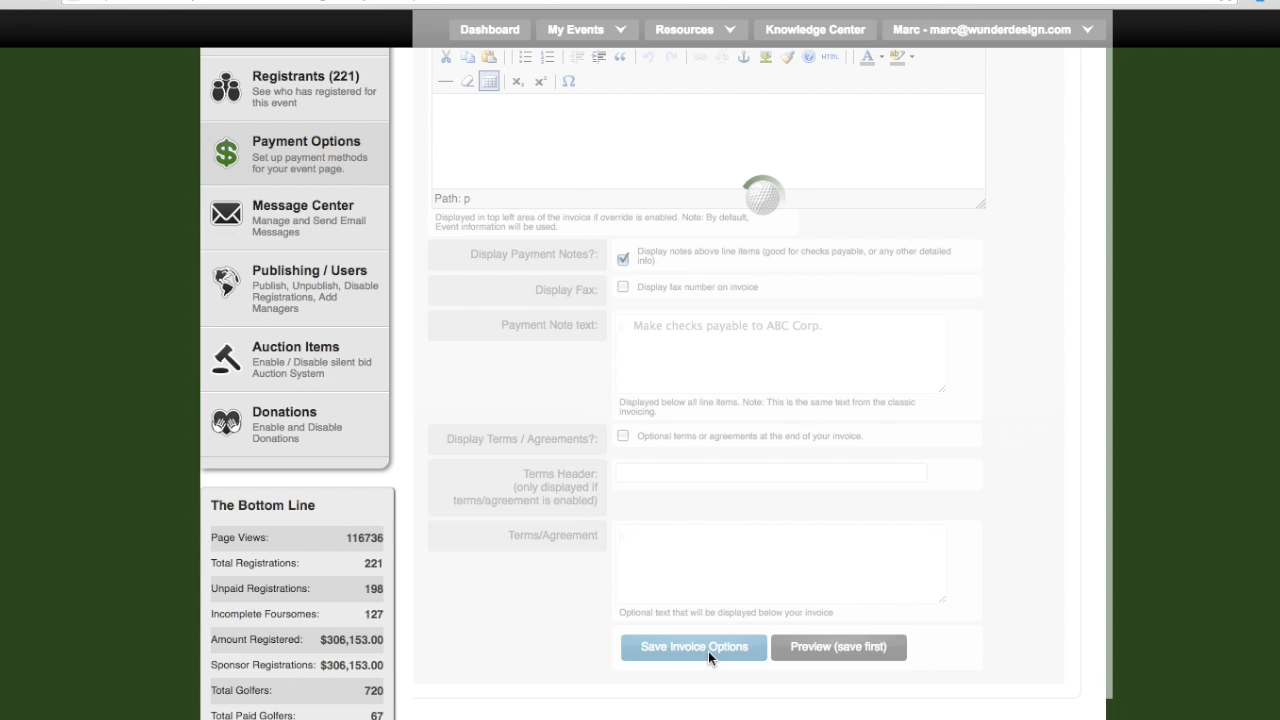 Dashboard
My Events
Resources
Knowledge Center
Marc - marc@wunderdesign.com
Registrants (221)
See who has registered for
this event
Payment Options
Set up payment methods
for your event page.
Message Center
Manage and Send Email
Messages
Publishing / Users
Publish, Unpublish, Disable
Registrations, Add
Managers
Auction Items
Enable / Disable silent bid
Auction System
Donations
Enable and Disable
Donations
The Bottom Line
Page Views: 116736
Total Registrations: 221
Unpaid Registrations: 198
Incomplete Foursomes: 127
Amount Registered: $306,153.00
Sponsor Registrations: $306,153.00
Total Golfers: 720
Total Paid Golfers: 67
HTML
Path: p
Displayed in top left area of the invoice if override is enabled. Note: By default,
Event information will be used.
Display Payment Notes?:
Display notes above line items (good for checks payable, or any other detailed
info)
Display Fax:
Display fax number on invoice
Payment Note text:
Make checks payable to ABC Corp.
Displayed below all line items. Note: This is the same text from the classic
invoicing.
Display Terms / Agreements?:
Optional terms or agreements at the end of your invoice.
Terms Header:
(only displayed if
terms/agreement is enabled)
Terms/Agreement
Optional text that will be displayed below your invoice
Save Invoice Options
Preview (save first)